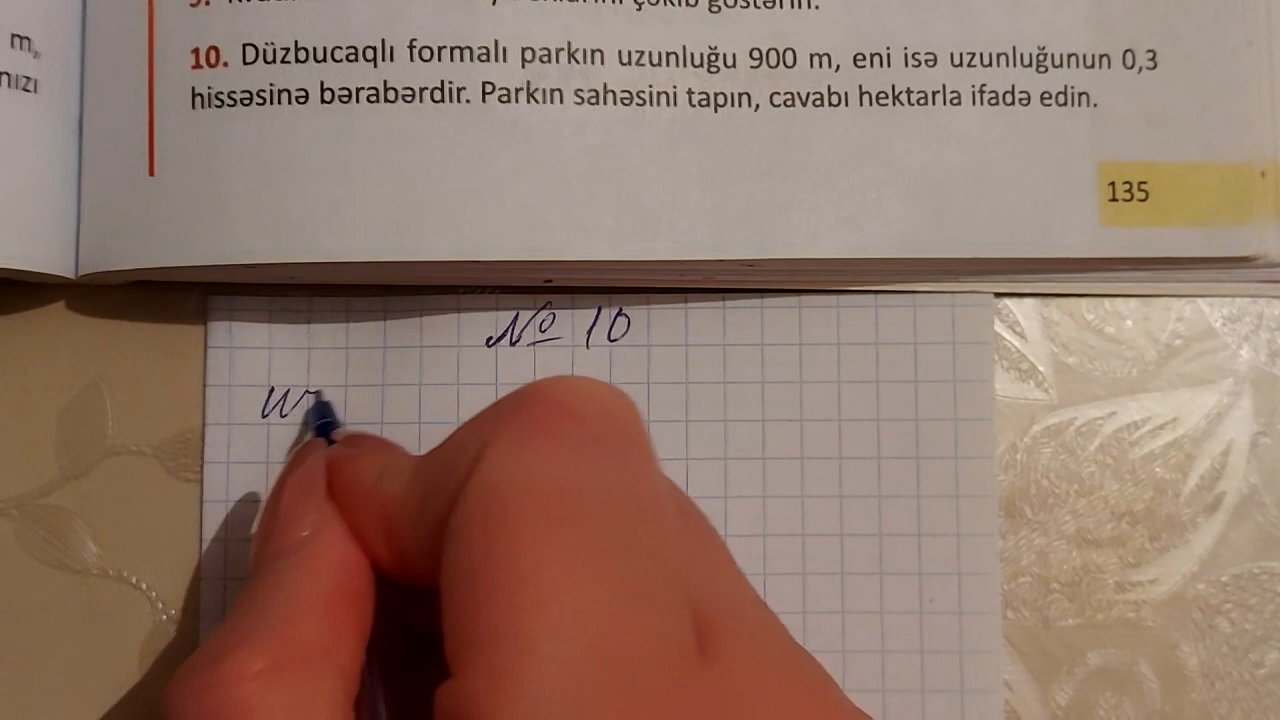 m,
nızı
10. Düzbucaqlı formalı parkın uzunluğu 900 m, eni isə uzunluğunun 0,3
hissəsinə bərabərdir. Parkın sahəsini tapın, cavabı hektarla ifadə edin.
135
№ 10